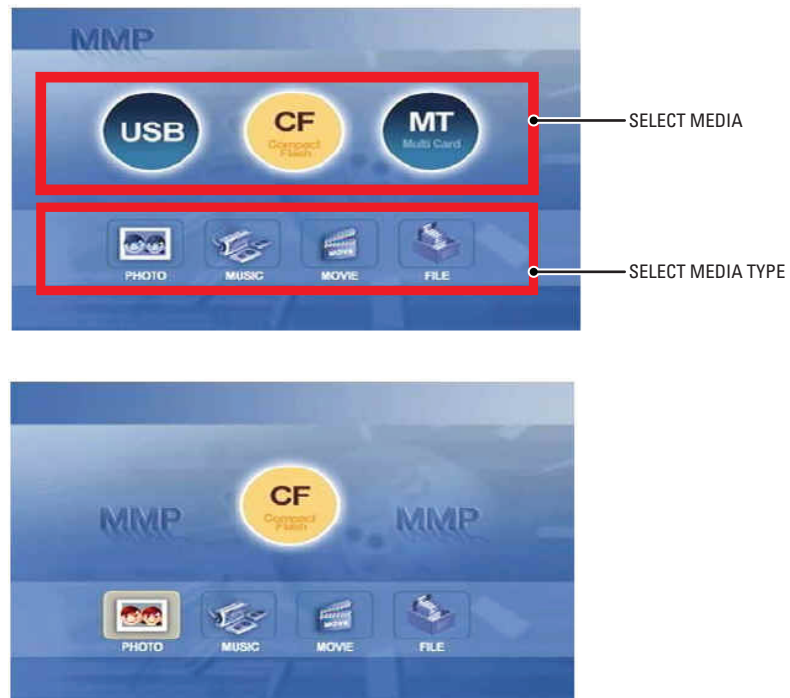 MMP
USB
CF
Compact
Flash
MT
Multi Card
SELECT MEDIA
PHOTO
MUSIC
MOVIE
FILE
SELECT MEDIA TYPE
CF
Compact
Flash
MMP
MMP
PHOTO
MUSIC
MOVIE
FILE